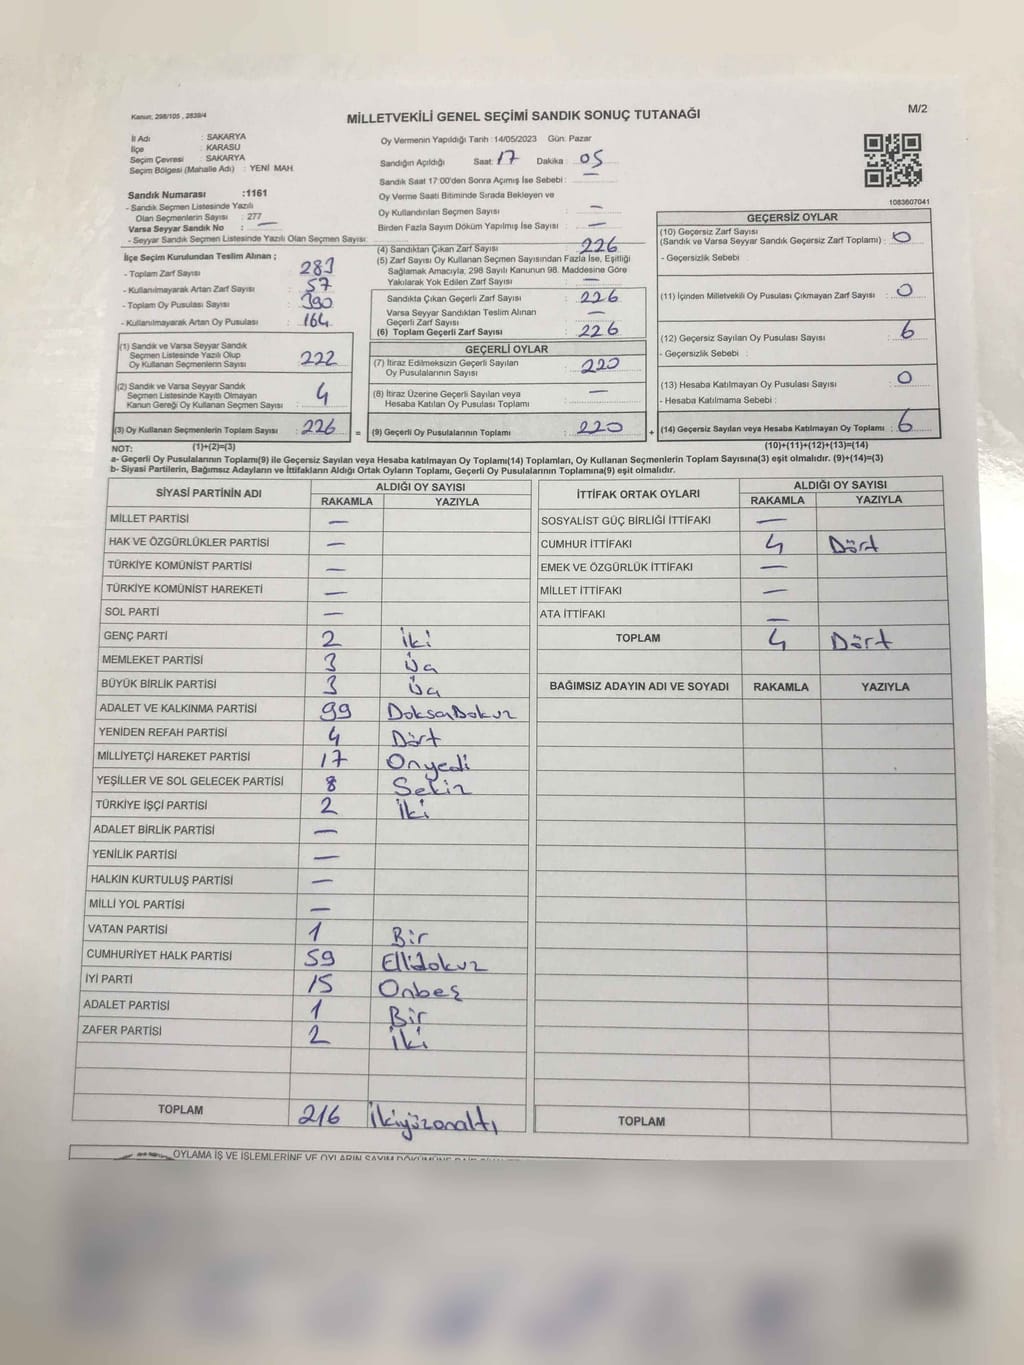 Kanun; 298/105 , 2839/4
MİLLETVEKİLİ GENEL SEÇİMİ SANDIK SONUÇ TUTANAĞI
M/2
İl Adı : SAKARYA
İlçe : KARASU
Seçim Çevresi : SAKARYA
Seçim Bölgesi (Mahalle Adı) : YENİ MAH.
Oy Vermenin Yapıldığı Tarih :14/05/2023 Gün: Pazar
Sandığın Açıldığı Saat: 17 Dakika : 05
Sandık Saat 17:00'den Sonra Açımış İse Sebebi : —
Oy Verme Saati Bitiminde Sırada Bekleyen ve
Oy Kullandırılan Seçmen Sayısı : —
Birden Fazla Sayım Döküm Yapılmış İse Sayısı : —
1083607041
Sandık Numarası :1161
- Sandık Seçmen Listesinde Yazılı
Olan Seçmenlerin Sayısı : 277
Varsa Seyyar Sandık No : —
- Seyyar Sandık Seçmen Listesinde Yazılı Olan Seçmen Sayısı:
İlçe Seçim Kurulundan Teslim Alınan ;
- Toplam Zarf Sayısı : 283
- Kullanılmayarak Artan Zarf Sayısı : 57
- Toplam Oy Pusulası Sayısı : 390
- Kullanılmayarak Artan Oy Pusulası : 164
(1) Sandık ve Varsa Seyyar Sandık
Seçmen Listesinde Yazılı Olup
Oy Kullanan Seçmenlerin Sayısı : 222
(2) Sandık ve Varsa Seyyar Sandık
Seçmen Listesinde Kayıtlı Olmayan
Kanun Gereği Oy Kullanan Seçmen Sayısı : 4
(3) Oy Kullanan Seçmenlerin Toplam Sayısı : 226 =
(4) Sandıktan Çıkan Zarf Sayısı : 226
(5) Zarf Sayısı Oy Kullanan Seçmen Sayısından Fazla İse, Eşitliği
Sağlamak Amacıyla, 298 Sayılı Kanunun 98. Maddesine Göre
Yakılarak Yok Edilen Zarf Sayısı : —
Sandıkta Çıkan Geçerli Zarf Sayısı : 226
Varsa Seyyar Sandıktan Teslim Alınan
Geçerli Zarf Sayısı : —
(6) Toplam Geçerli Zarf Sayısı : 226
GEÇERLİ OYLAR
(7) İtiraz Edilmeksizin Geçerli Sayılan
Oy Pusulalarının Sayısı : 220
(8) İtiraz Üzerine Geçerli Sayılan veya
Hesaba Katılan Oy Pusulası Toplamı : —
(9) Geçerli Oy Pusulalarının Toplamı : 220 +
GEÇERSİZ OYLAR
(10) Geçersiz Zarf Sayısı
(Sandık ve Varsa Seyyar Sandık Geçersiz Zarf Toplamı) : 0
- Geçersizlik Sebebi :
(11) İçinden Milletvekili Oy Pusulası Çıkmayan Zarf Sayısı : 0
(12) Geçersiz Sayılan Oy Pusulası Sayısı : 6
- Geçersizlik Sebebi :
(13) Hesaba Katılmayan Oy Pusulası Sayısı : 0
- Hesaba Katılmama Sebebi :
(14) Geçersiz Sayılan veya Hesaba Katılmayan Oy Toplamı : 6
NOT: (1)+(2)=(3)
(10)+(11)+(12)+(13)=(14)
a- Geçerli Oy Pusulalarının Toplamı(9) ile Geçersiz Sayılan veya Hesaba katılmayan Oy Toplamı(14) Toplamları, Oy Kullanan Seçmenlerin Toplam Sayısına(3) eşit olmalıdır. (9)+(14)=(3)
b- Siyasi Partilerin, Bağımsız Adayların ve İttifakların Aldığı Ortak Oyların Toplamı, Geçerli Oy Pusulalarının Toplamına(9) eşit olmalıdır.
SİYASİ PARTİNİN ADI ALDIĞI OY SAYISI
RAKAMLA YAZIYLA
MİLLET PARTİSİ —
HAK VE ÖZGÜRLÜKLER PARTİSİ —
TÜRKİYE KOMÜNİST PARTİSİ —
TÜRKİYE KOMÜNİST HAREKETİ —
SOL PARTİ —
GENÇ PARTİ 2 İki
MEMLEKET PARTİSİ 3 Üç
BÜYÜK BİRLİK PARTİSİ 3 Üç
ADALET VE KALKINMA PARTİSİ 99 DoksanDokuz
YENİDEN REFAH PARTİSİ 4 Dört
MİLLİYETÇİ HAREKET PARTİSİ 17 Onyedi
YEŞİLLER VE SOL GELECEK PARTİSİ 8 Sekiz
TÜRKİYE İŞÇİ PARTİSİ 2 İki
ADALET BİRLİK PARTİSİ —
YENİLİK PARTİSİ —
HALKIN KURTULUŞ PARTİSİ —
MİLLİ YOL PARTİSİ —
VATAN PARTİSİ 1 Bir
CUMHURİYET HALK PARTİSİ 59 Ellidokuz
İYİ PARTİ 15 Onbeş
ADALET PARTİSİ 1 Bir
ZAFER PARTİSİ 2 İki
TOPLAM 216 İkiyüzonaltı
İTTİFAK ORTAK OYLARI ALDIĞI OY SAYISI
RAKAMLA YAZIYLA
SOSYALİST GÜÇ BİRLİĞİ İTTİFAKI —
CUMHUR İTTİFAKI 4 Dört
EMEK VE ÖZGÜRLÜK İTTİFAKI —
MİLLET İTTİFAKI —
ATA İTTİFAKI —
TOPLAM 4 Dört
BAĞIMSIZ ADAYIN ADI VE SOYADI RAKAMLA YAZIYLA
TOPLAM
OYLAMA İŞ VE İŞLEMLERİNE VE OYLARIN SAYIM DÖKÜMÜNE